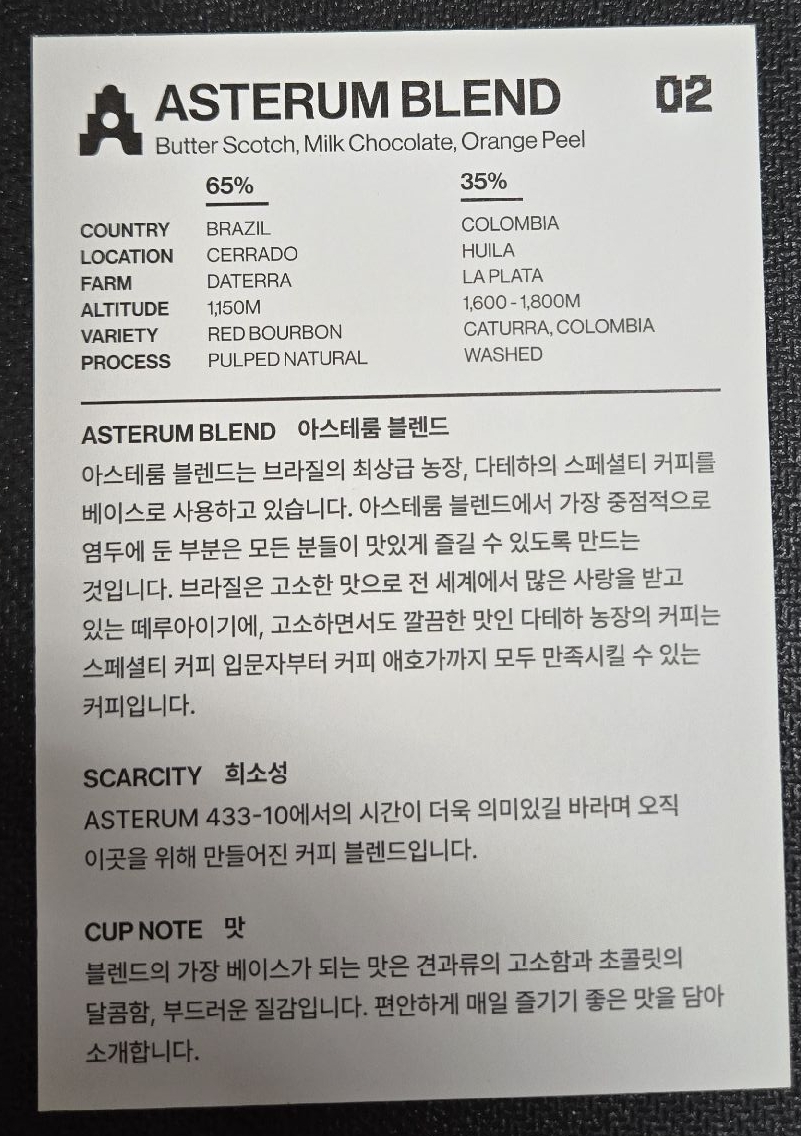 ASTERUM BLEND 02
Butter Scotch, Milk Chocolate, Orange Peel
65% 35%
COUNTRY BRAZIL COLOMBIA
LOCATION CERRADO HUILA
FARM DATERRA LA PLATA
ALTITUDE 1,150M 1,600 - 1,800M
VARIETY RED BOURBON CATURRA, COLOMBIA
PROCESS PULPED NATURAL WASHED
ASTERUM BLEND 아스테룸 블렌드
아스테룸 블렌드는 브라질의 최상급 농장, 다테하의 스페셜티 커피를
베이스로 사용하고 있습니다. 아스테룸 블렌드에서 가장 중점적으로
염두에 둔 부분은 모든 분들이 맛있게 즐길 수 있도록 만드는
것입니다. 브라질은 고소한 맛으로 전 세계에서 많은 사랑을 받고
있는 떼루아이기에, 고소하면서도 깔끔한 맛인 다테하 농장의 커피는
스페셜티 커피 입문자부터 커피 애호가까지 모두 만족시킬 수 있는
커피입니다.
SCARCITY 희소성
ASTERUM 433-10에서의 시간이 더욱 의미있길 바라며 오직
이곳을 위해 만들어진 커피 블렌드입니다.
CUP NOTE 맛
블렌드의 가장 베이스가 되는 맛은 견과류의 고소함과 초콜릿의
달콤함, 부드러운 질감입니다. 편안하게 매일 즐기기 좋은 맛을 담아
소개합니다.